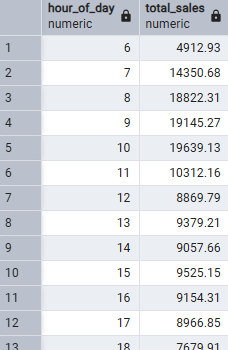 hour_of_day total_sales
numeric numeric
1 6 4912.93
2 7 14350.68
3 8 18822.31
4 9 19145.27
5 10 19639.13
6 11 10312.16
7 12 8869.79
8 13 9379.21
9 14 9057.66
10 15 9525.15
11 16 9154.31
12 17 8966.85
13 18 7679.91